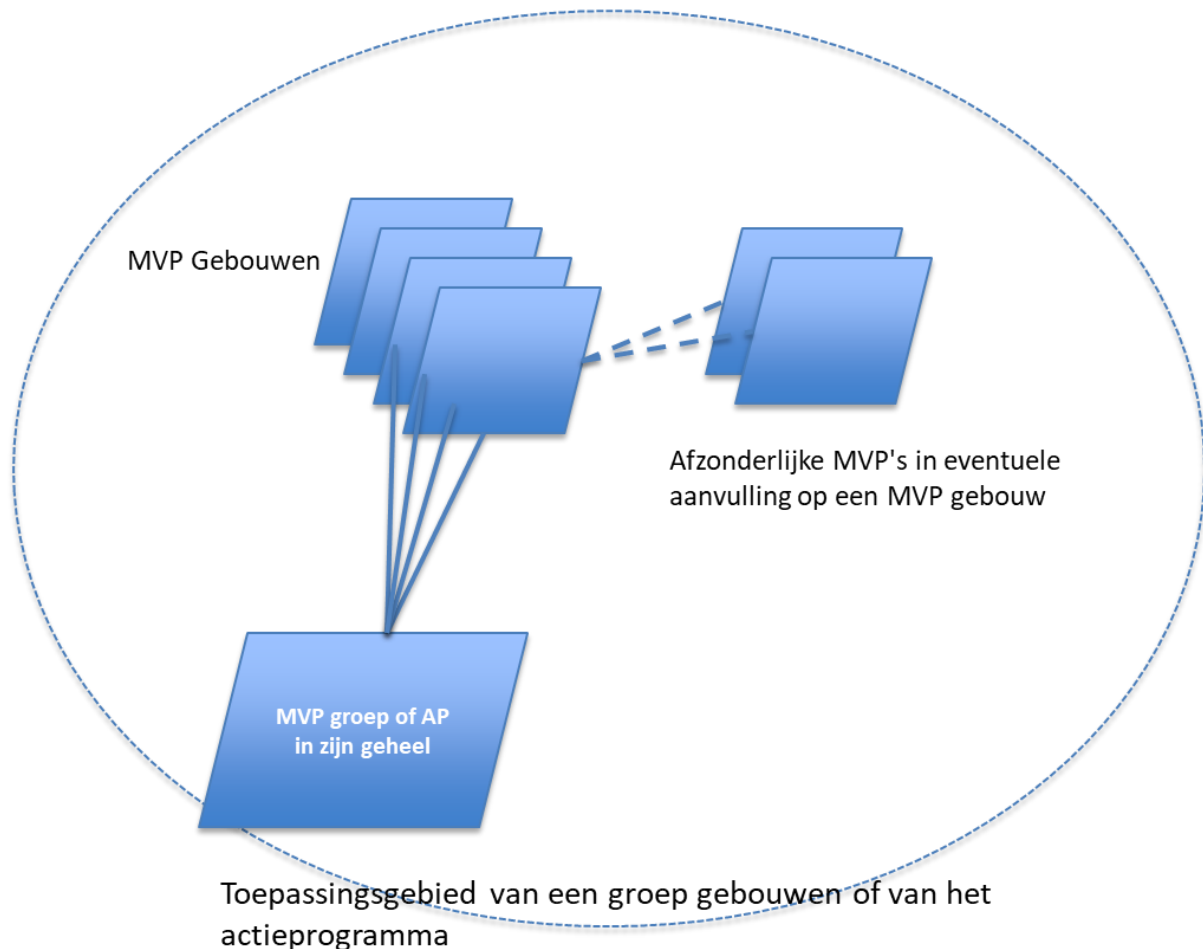 MVP Gebouwen
Afzonderlijke MVP's in eventuele
aanvulling op een MVP gebouw
MVP groep of AP
in zijn geheel
Toepassingsgebied van een groep gebouwen of van het
actieprogramma